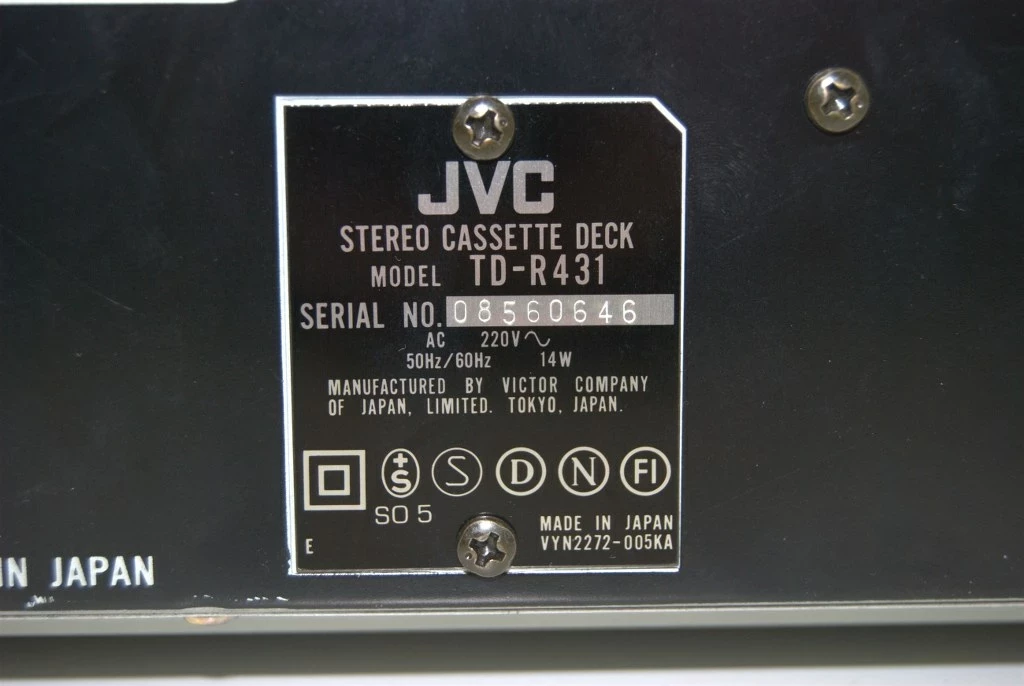 JVC
STEREO CASSETTE DECK
MODEL TD-R431
SERIAL NO. 08560646
AC 220V~
50Hz/60Hz 14W
MANUFACTURED BY VICTOR COMPANY
OF JAPAN, LIMITED. TOKYO, JAPAN.
+S S D N FI
SO 5
MADE IN JAPAN
E VYN2272-005KA
IN JAPAN